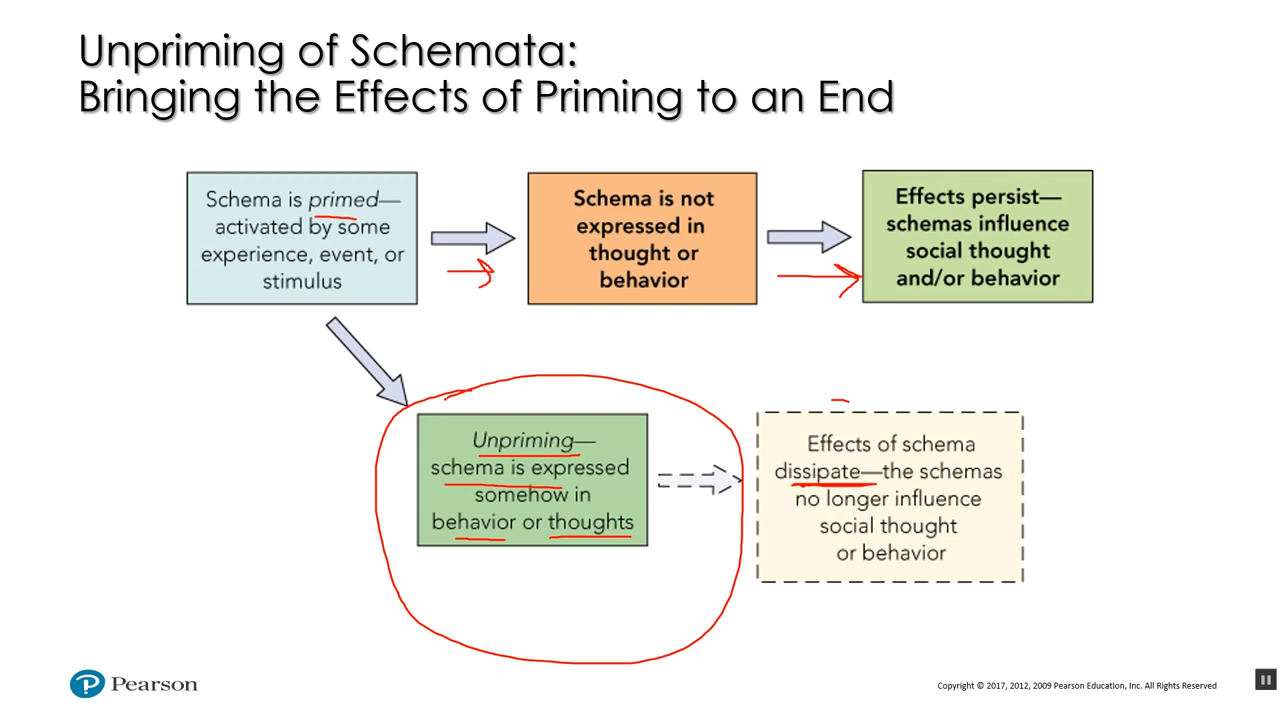 Unpriming of Schemata:
Bringing the Effects of Priming to an End
Schema is primed—
activated by some
experience, event, or
stimulus
Schema is not
expressed in
thought or
behavior
Effects persist—
schemas influence
social thought
and/or behavior
Unpriming—
schema is expressed
somehow in
behavior or thoughts
Effects of schema
dissipate—the schemas
no longer influence
social thought
or behavior
Pearson
Copyright © 2017, 2012, 2009 Pearson Education, Inc. All Rights Reserved